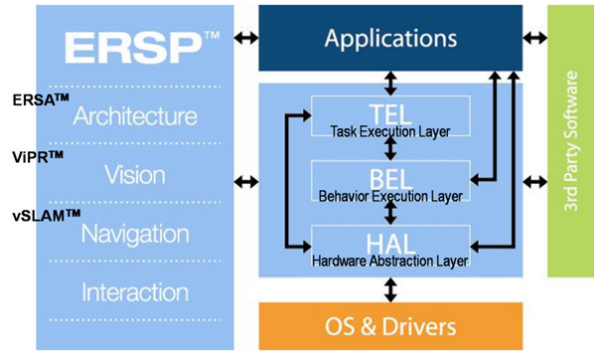 ERSP™
ERSA™
Architecture
ViPR™
Vision
vSLAM™
Navigation
Interaction
Applications
TEL
Task Execution Layer
BEL
Behavior Execution Layer
HAL
Hardware Abstraction Layer
OS & Drivers
3rd Party Software